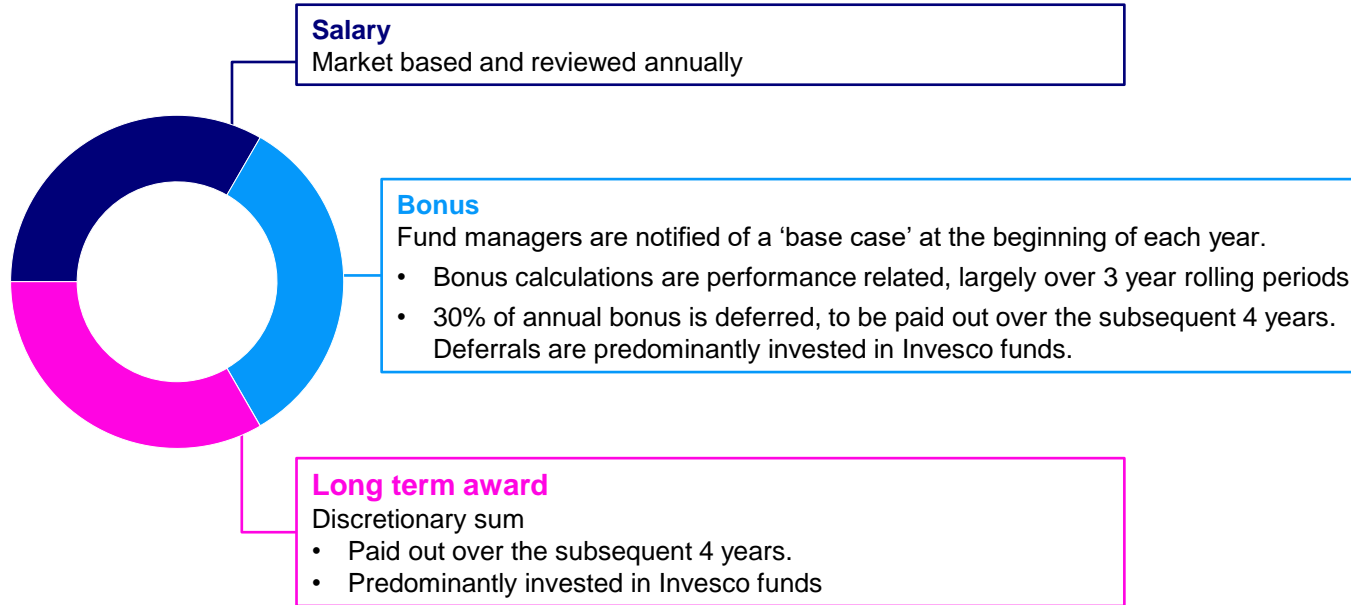 Salary
Market based and reviewed annually
Bonus
Fund managers are notified of a ‘base case’ at the beginning of each year.
• Bonus calculations are performance related, largely over 3 year rolling periods
• 30% of annual bonus is deferred, to be paid out over the subsequent 4 years.
Deferrals are predominantly invested in Invesco funds.
Long term award
Discretionary sum
• Paid out over the subsequent 4 years.
• Predominantly invested in Invesco funds